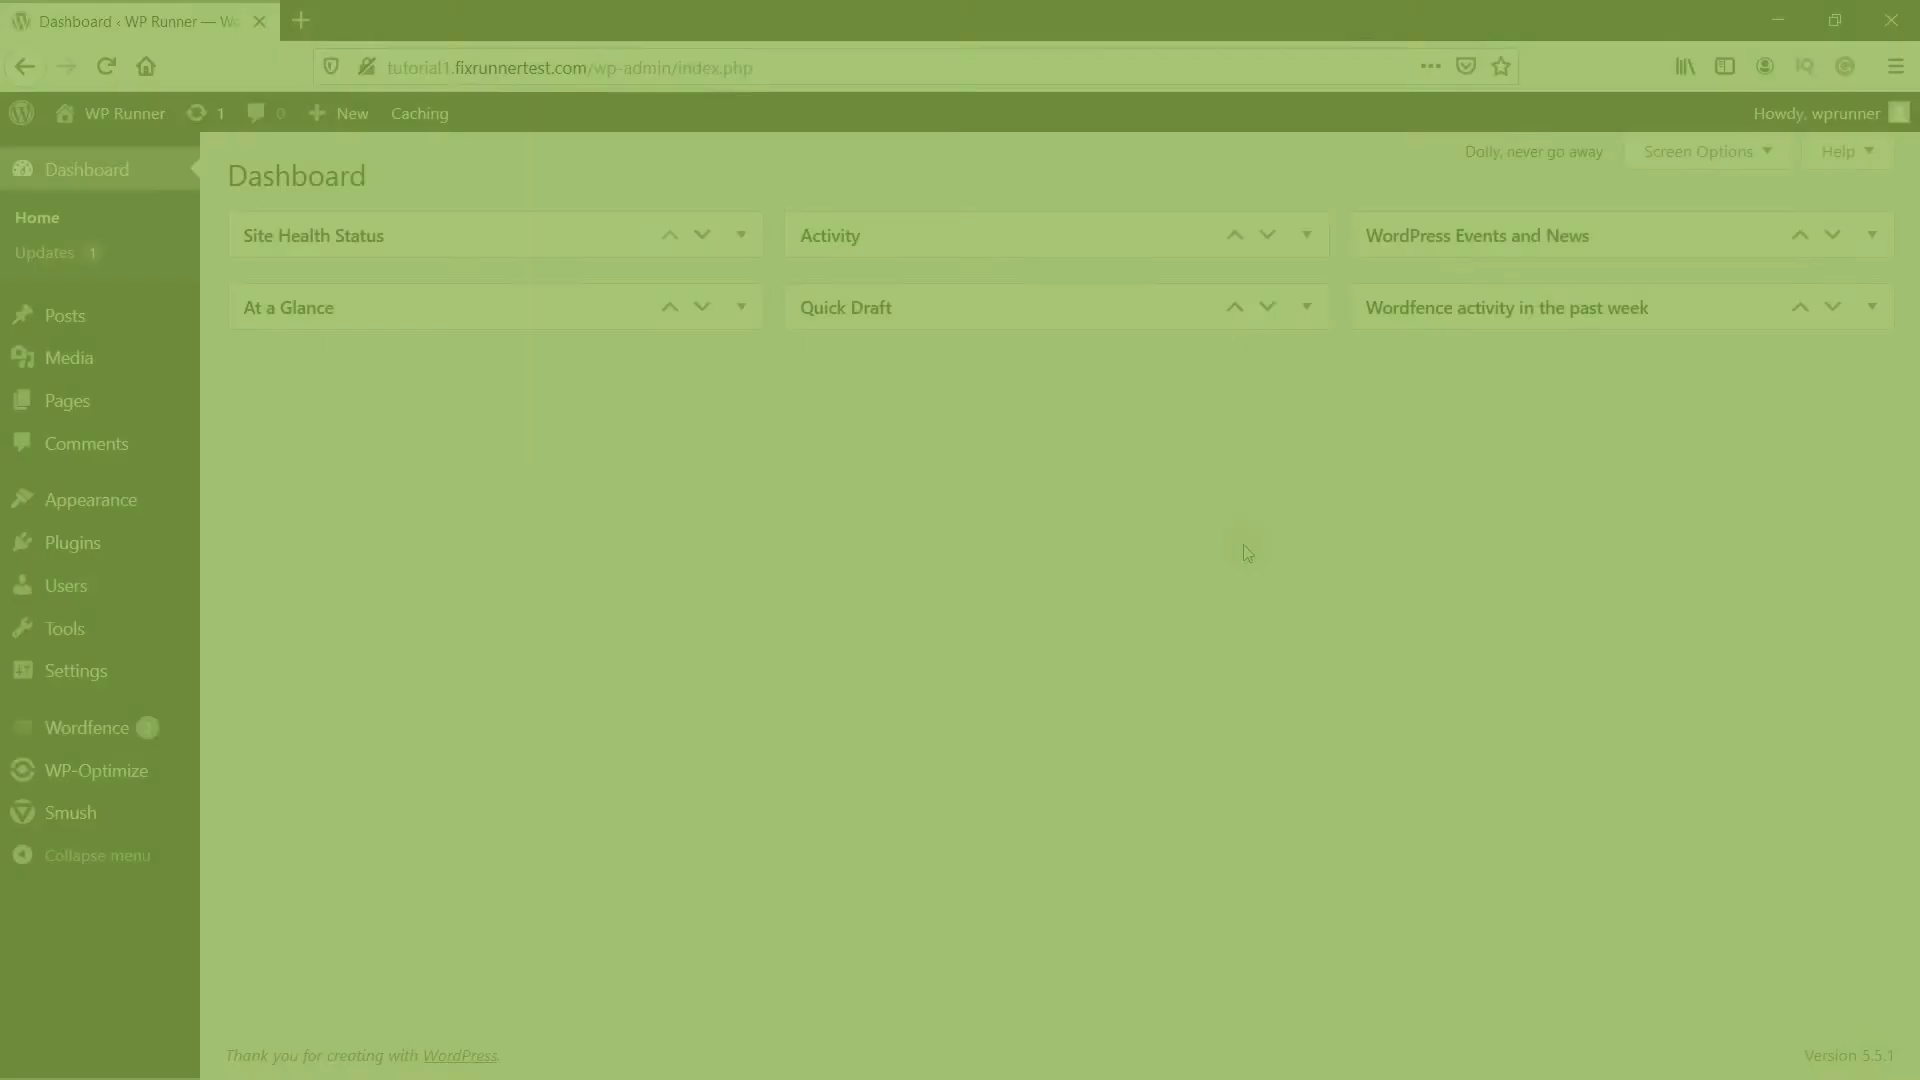 Dashboard ‹ WP Runner — Wo
tutorial1.fixrunnertest.com/wp-admin/index.php
WP Runner 1 0 New Caching Howdy, wprunner
Dolly, never go away Screen Options Help
Dashboard
Dashboard
Home
Updates 1
Posts
Media
Pages
Comments
Appearance
Plugins
Users
Tools
Settings
Wordfence
WP-Optimize
Smush
Collapse menu
Site Health Status Activity WordPress Events and News
At a Glance Quick Draft Wordfence activity in the past week
Thank you for creating with WordPress. Version 5.5.1